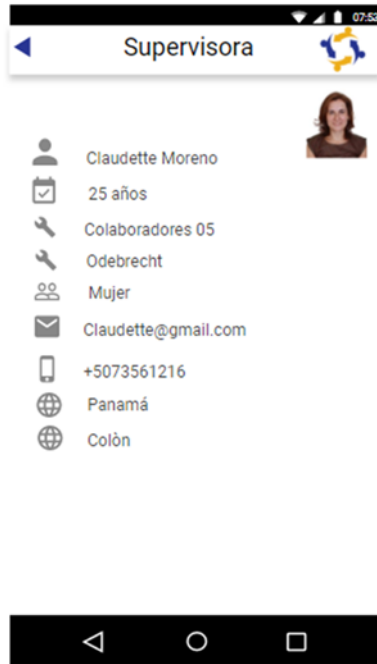 07:52
Supervisora
Claudette Moreno
25 años
Colaboradores 05
Odebrecht
Mujer
Claudette@gmail.com
+5073561216
Panamá
Colòn